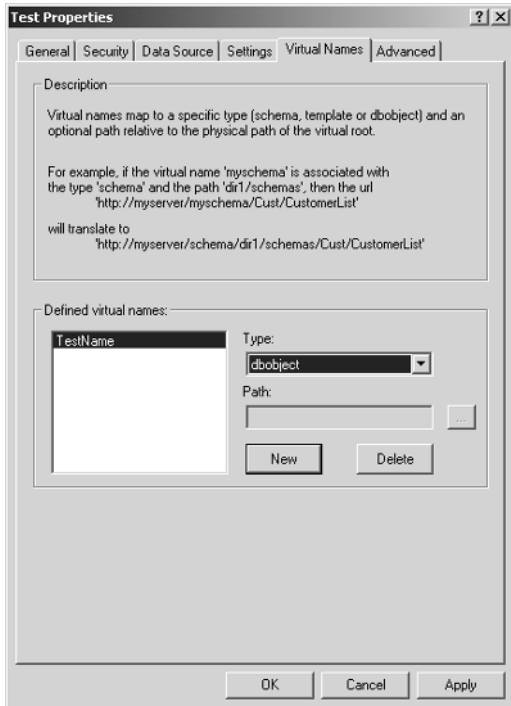 Test Properties
General Security Data Source Settings Virtual Names Advanced
Description
Virtual names map to a specific type (schema, template or dbobject) and an
optional path relative to the physical path of the virtual root.
For example, if the virtual name 'myschema' is associated with
the type 'schema' and the path 'dir1/schemas', then the url
'http://myserver/myschema/Cust/CustomerList'
will translate to
'http://myserver/schema/dir1/schemas/Cust/CustomerList'
Defined virtual names:
TestName
Type:
dbobject
Path:
...
New Delete
OK Cancel Apply